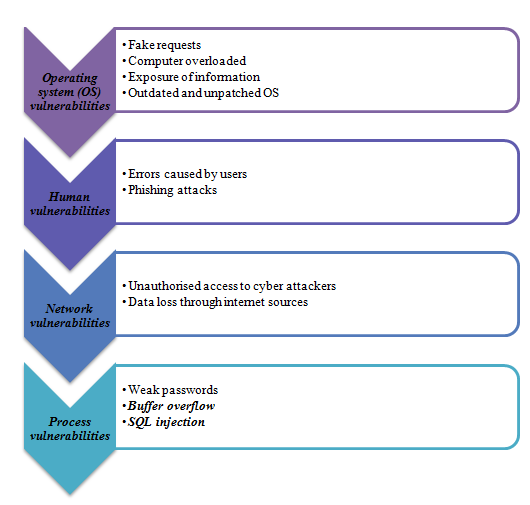 Operating
system (OS)
vulnerabilities
• Fake requests
• Computer overloaded
• Exposure of information
• Outdated and unpatched OS
Human
vulnerabilities
• Errors caused by users
• Phishing attacks
Network
vulnerabilities
• Unauthorised access to cyber attackers
• Data loss through internet sources
Process
vulnerabilities
• Weak passwords
• Buffer overflow
• SQL injection